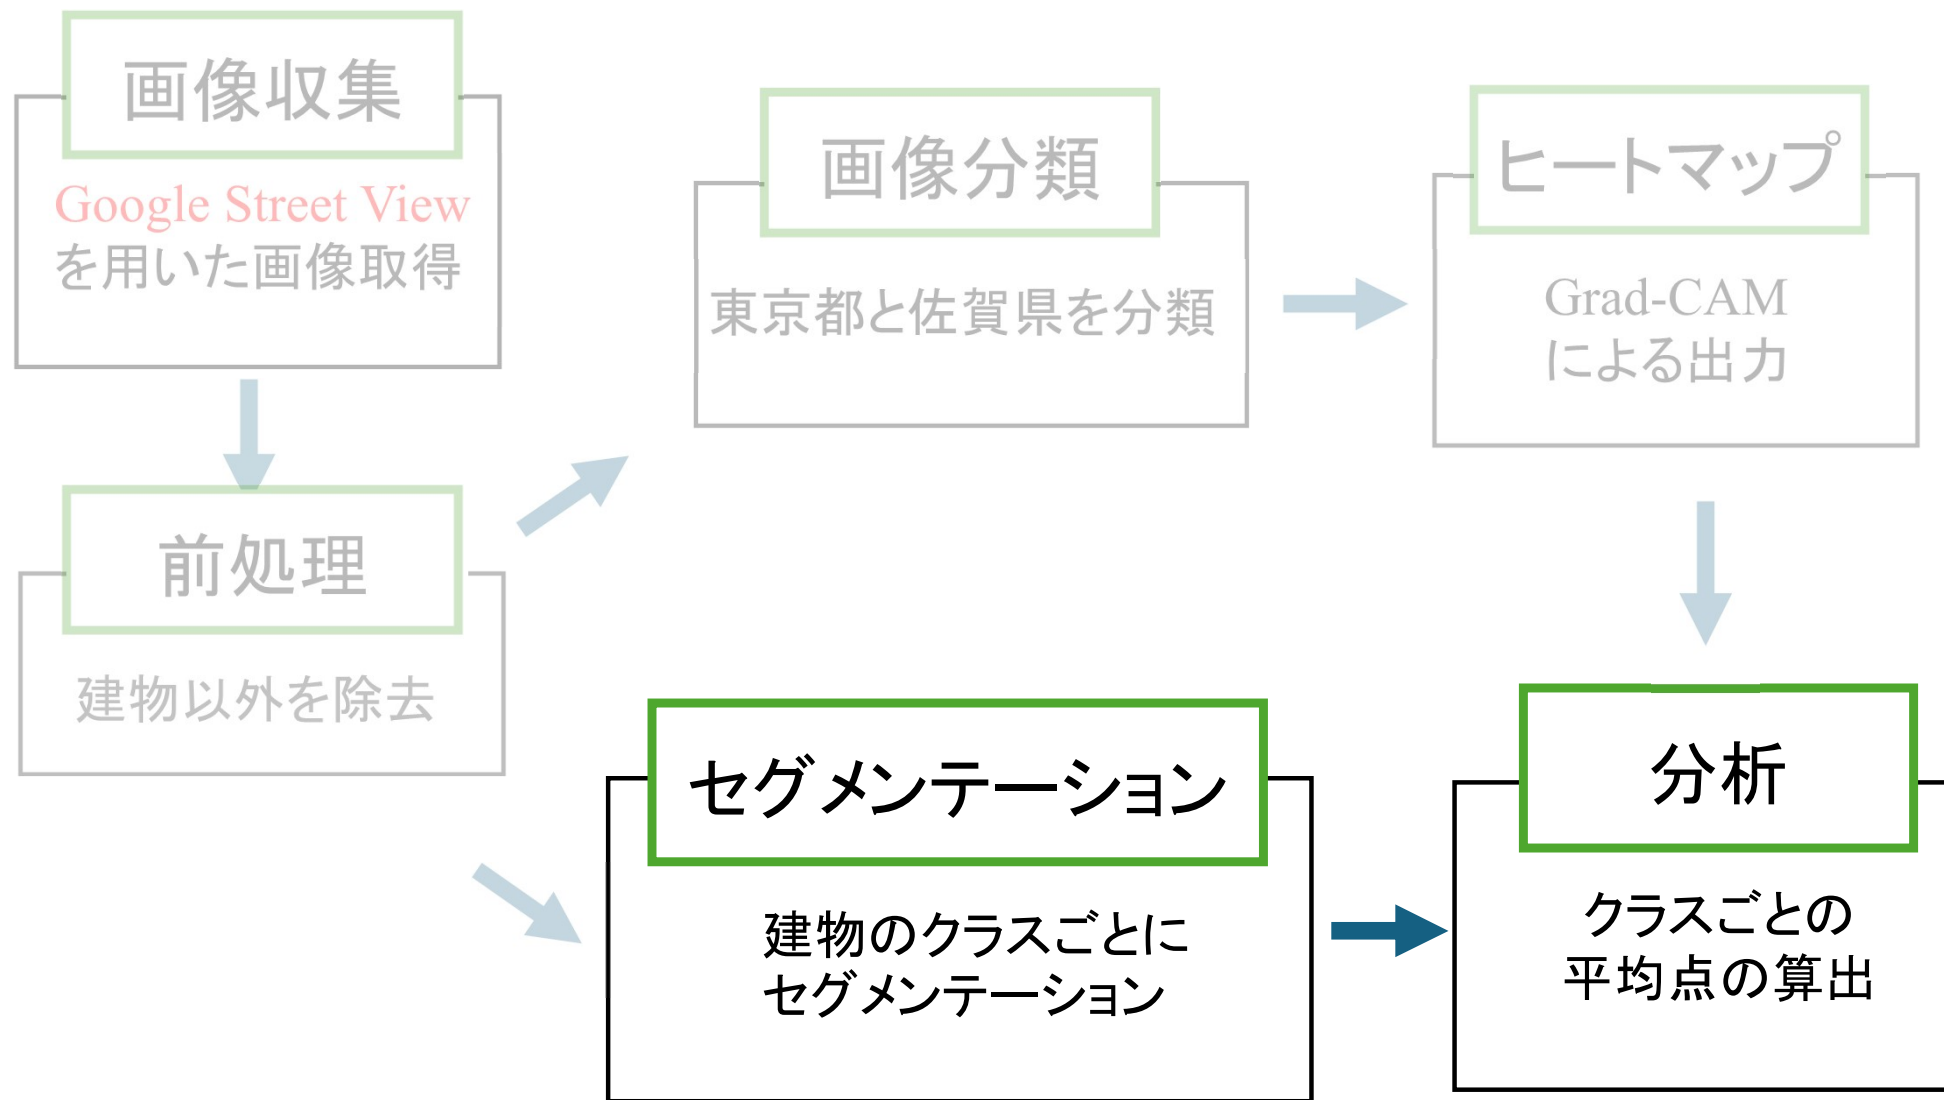 画像収集
Google Street View
を用いた画像取得
前処理
建物以外を除去
画像分類
東京都と佐賀県を分類
ヒートマップ
Grad-CAM
による出力
セグメンテーション
建物のクラスごとに
セグメンテーション
分析
クラスごとの
平均点の算出